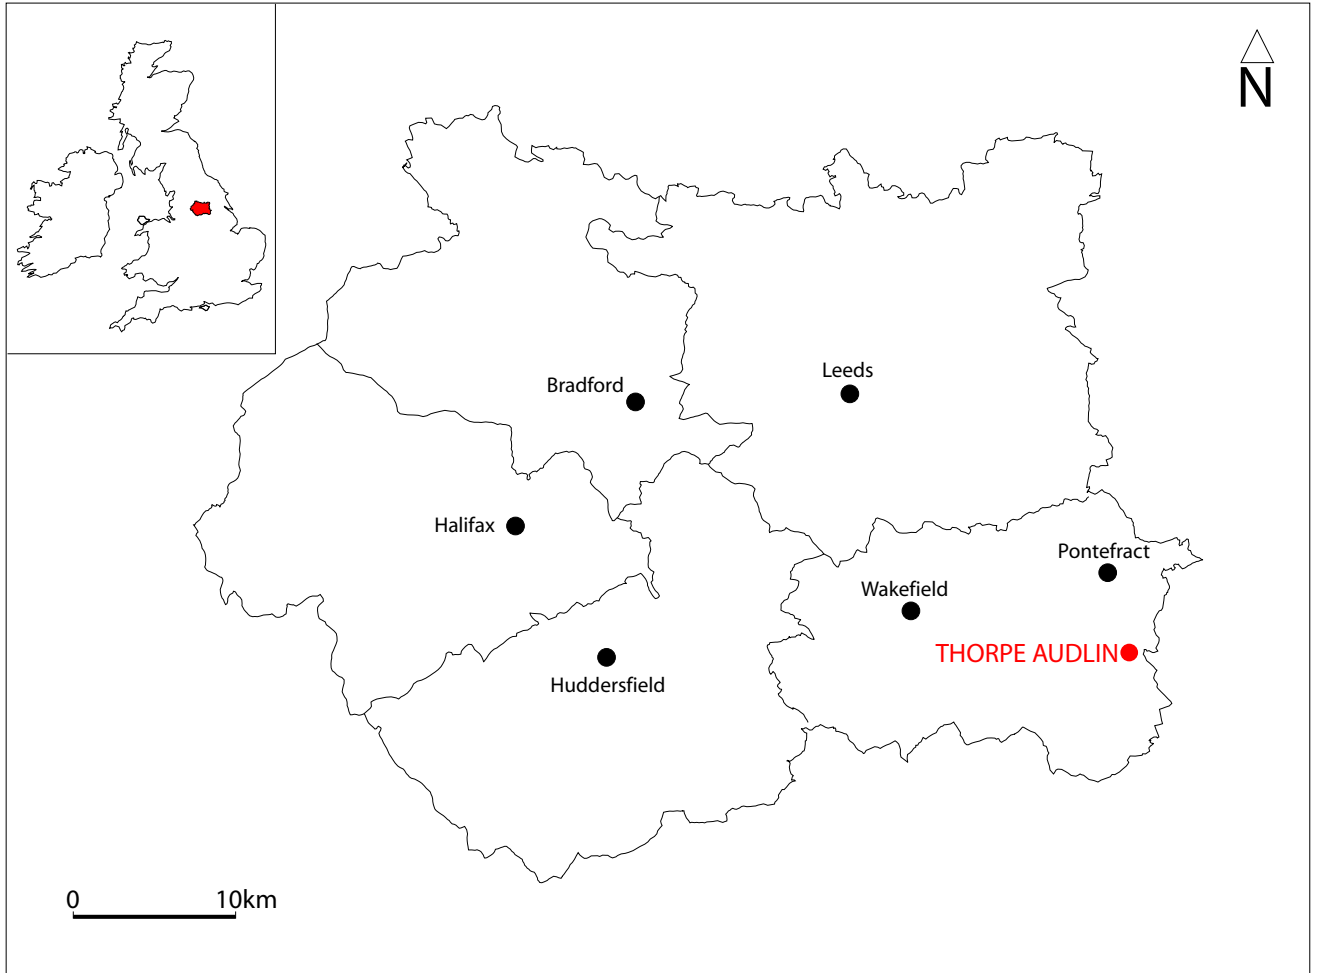 N
Leeds
Bradford
Halifax
Pontefract
Wakefield
THORPE AUDLIN
Huddersfield
0 10km